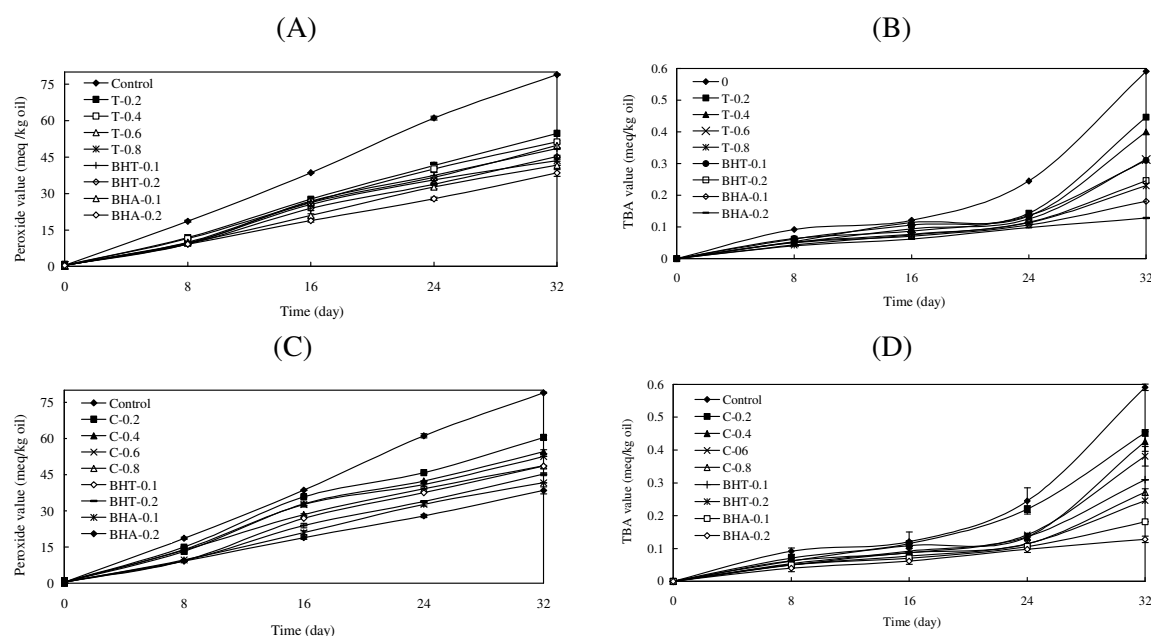 (A)
Peroxide value (meq /kg oil)
75
60
45
30
15
0
Control
T-0.2
T-0.4
T-0.6
T-0.8
BHT-0.1
BHT-0.2
BHA-0.1
BHA-0.2
0 8 16 24 32
Time (day)
(B)
TBA value (meq/kg oil)
0.6
0.5
0.4
0.3
0.2
0.1
0
0
T-0.2
T-0.4
T-0.6
T-0.8
BHT-0.1
BHT-0.2
BHA-0.1
BHA-0.2
0 8 16 24 32
Time (day)
(C)
Peroxide value (meq/kg oil)
75
60
45
30
15
0
Control
C-0.2
C-0.4
C-0.6
C-0.8
BHT-0.1
BHT-0.2
BHA-0.1
BHA-0.2
0 8 16 24 32
Time (day)
(D)
TBA value (meq/kg oil)
0.6
0.5
0.4
0.3
0.2
0.1
0
Control
C-0.2
C-0.4
C-06
C-0.8
BHT-0.1
BHT-0.2
BHA-0.1
BHA-0.2
0 8 16 24 32
Time (day)